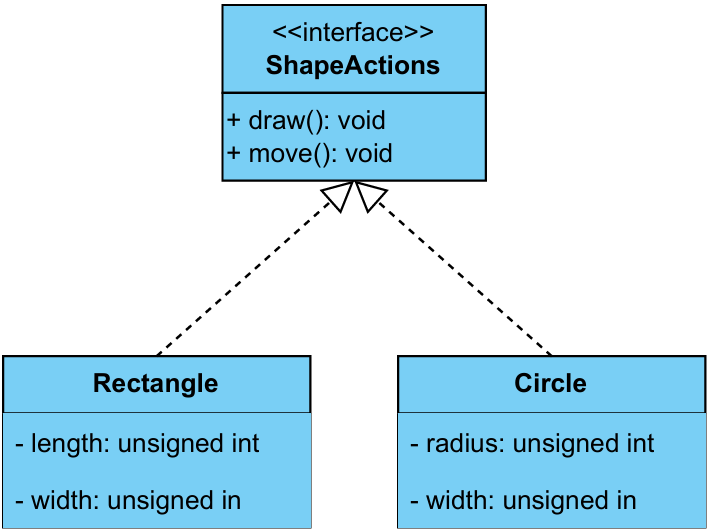 <<interface>>
ShapeActions
+ draw(): void
+ move(): void
Rectangle
- length: unsigned int
- width: unsigned in
Circle
- radius: unsigned int
- width: unsigned in